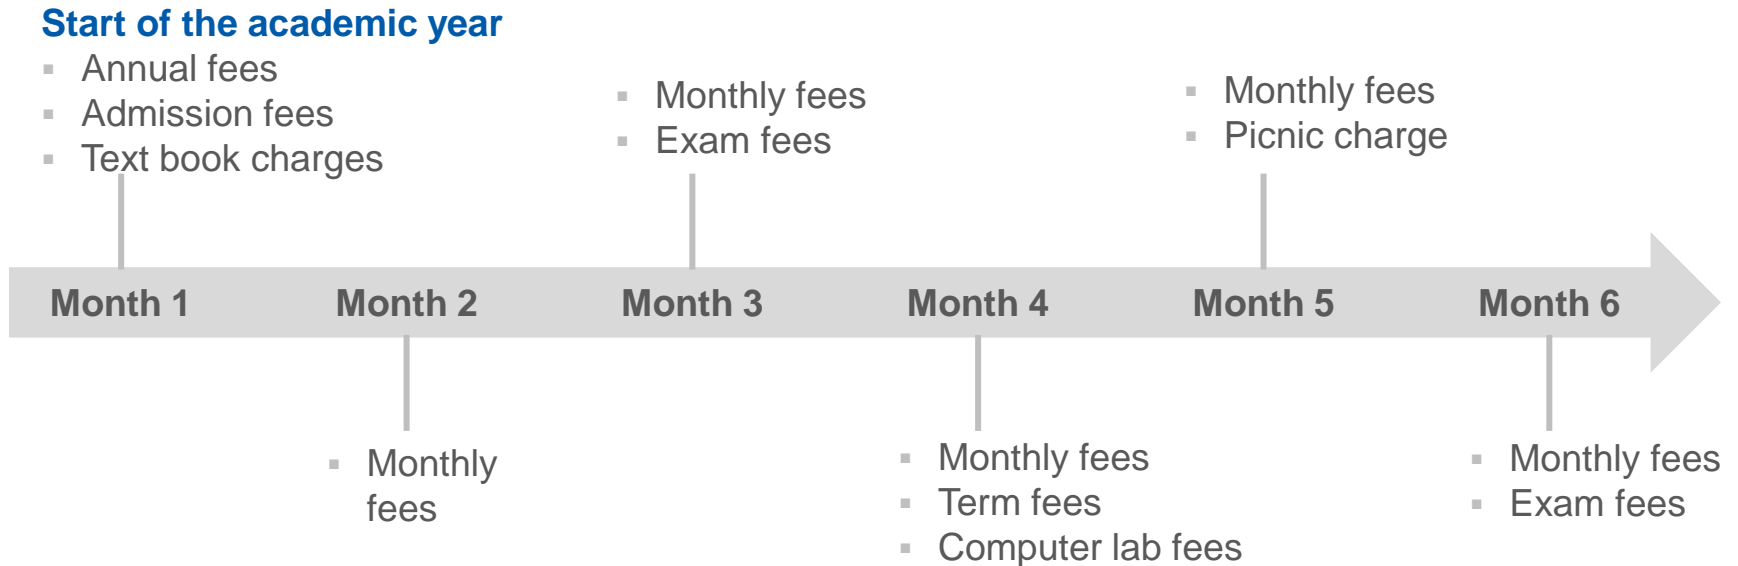 Start of the academic year
Annual fees
Admission fees
Text book charges
Monthly fees
Exam fees
Monthly fees
Picnic charge
Month 1
Month 2
Month 3
Month 4
Month 5
Month 6
Monthly
fees
Monthly fees
Term fees
Computer lab fees
Monthly fees
Exam fees